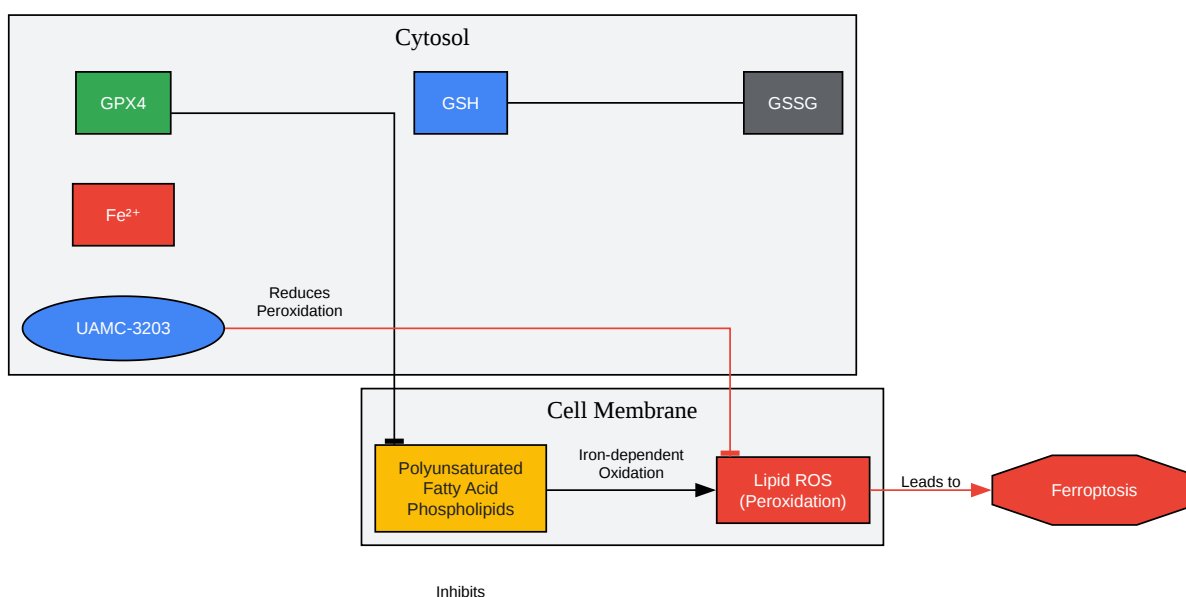 Cytosol
GPX4
GSH
GSSG
Fe²⁺
Reduces
Peroxidation
UAMC-3203
Cell Membrane
Polyunsaturated
Fatty Acid
Phospholipids
Iron-dependent
Oxidation
Lipid ROS
(Peroxidation)
Leads to
Ferroptosis
Inhibits